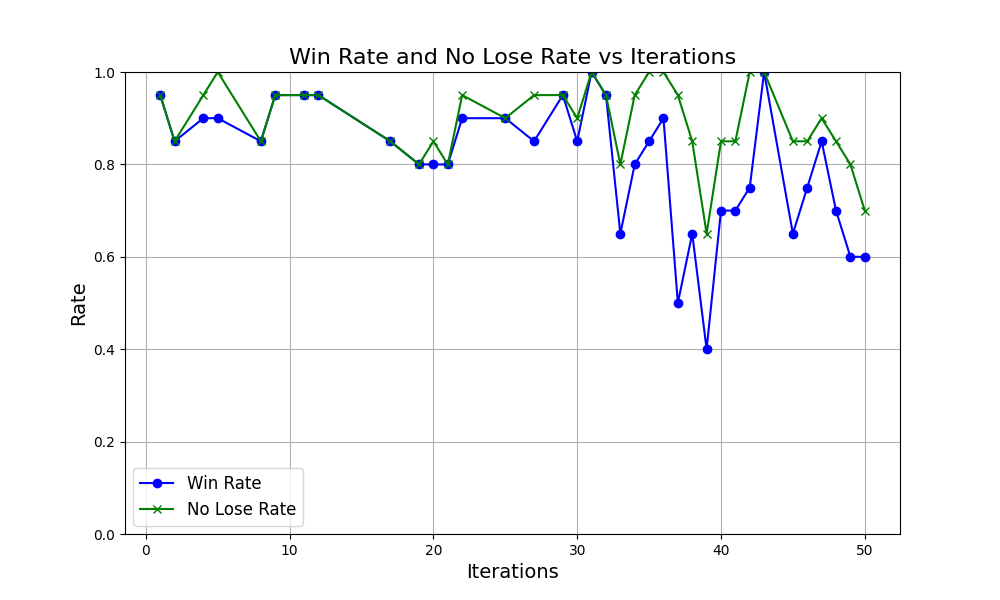 Win Rate and No Lose Rate vs Iterations
1.0
0.8
0.6
0.4
0.2
0.0
Rate
Win Rate
No Lose Rate
0 10 20 30 40 50
Iterations